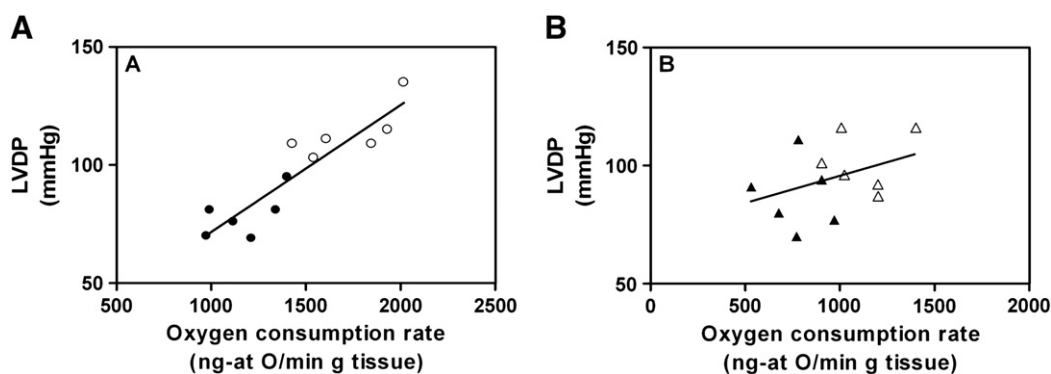 A
B
150
100
50
A
LVDP
(mmHg)
500
1000
1500
2000
2500
Oxygen consumption rate
(ng-at O/min g tissue)
150
100
50
B
LVDP
(mmHg)
0
500
1000
1500
2000
Oxygen consumption rate
(ng-at O/min g tissue)